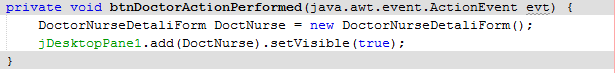 private void btnDoctorActionPerformed(java.awt.event.ActionEvent evt) {
DoctorNurseDetaliForm DoctNurse = new DoctorNurseDetaliForm();
jDesktopPane1.add(DoctNurse).setVisible(true);
}